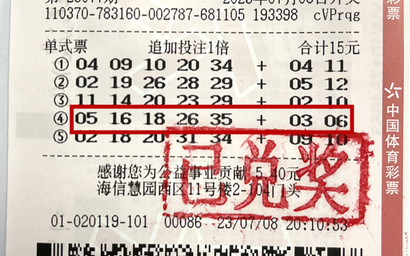 110370-783160-002787-681105 193398 cVPrqg
单式票 追加投注1倍 合计15元
① 04 09 10 20 34 + 04 11
② 02 19 26 28 29 + 05 12
③ 11 14 20 23 29 + 02 10
④ 05 16 18 26 35 + 03 06
⑤ 02 18 20 31 34 + 09 10
已兑奖
感谢您为公益事业贡献 5.40元
海信慧园西区11号楼2-104门头
01-020119-101 00086 23/07/08 20:10:53
中国体育彩票